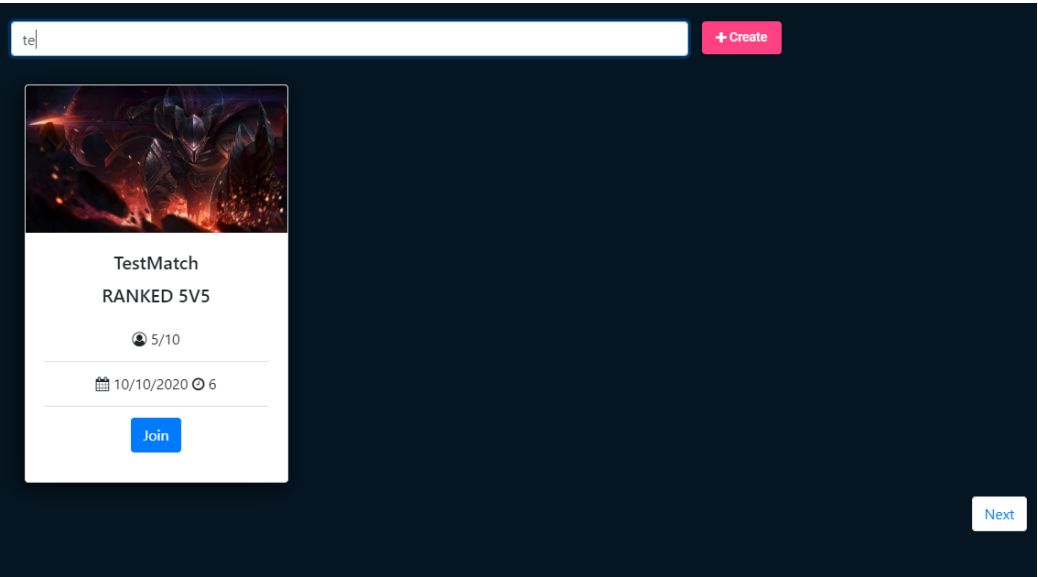 te
+ Create
TestMatch
RANKED 5V5
5/10
10/10/2020 6
Join
Next